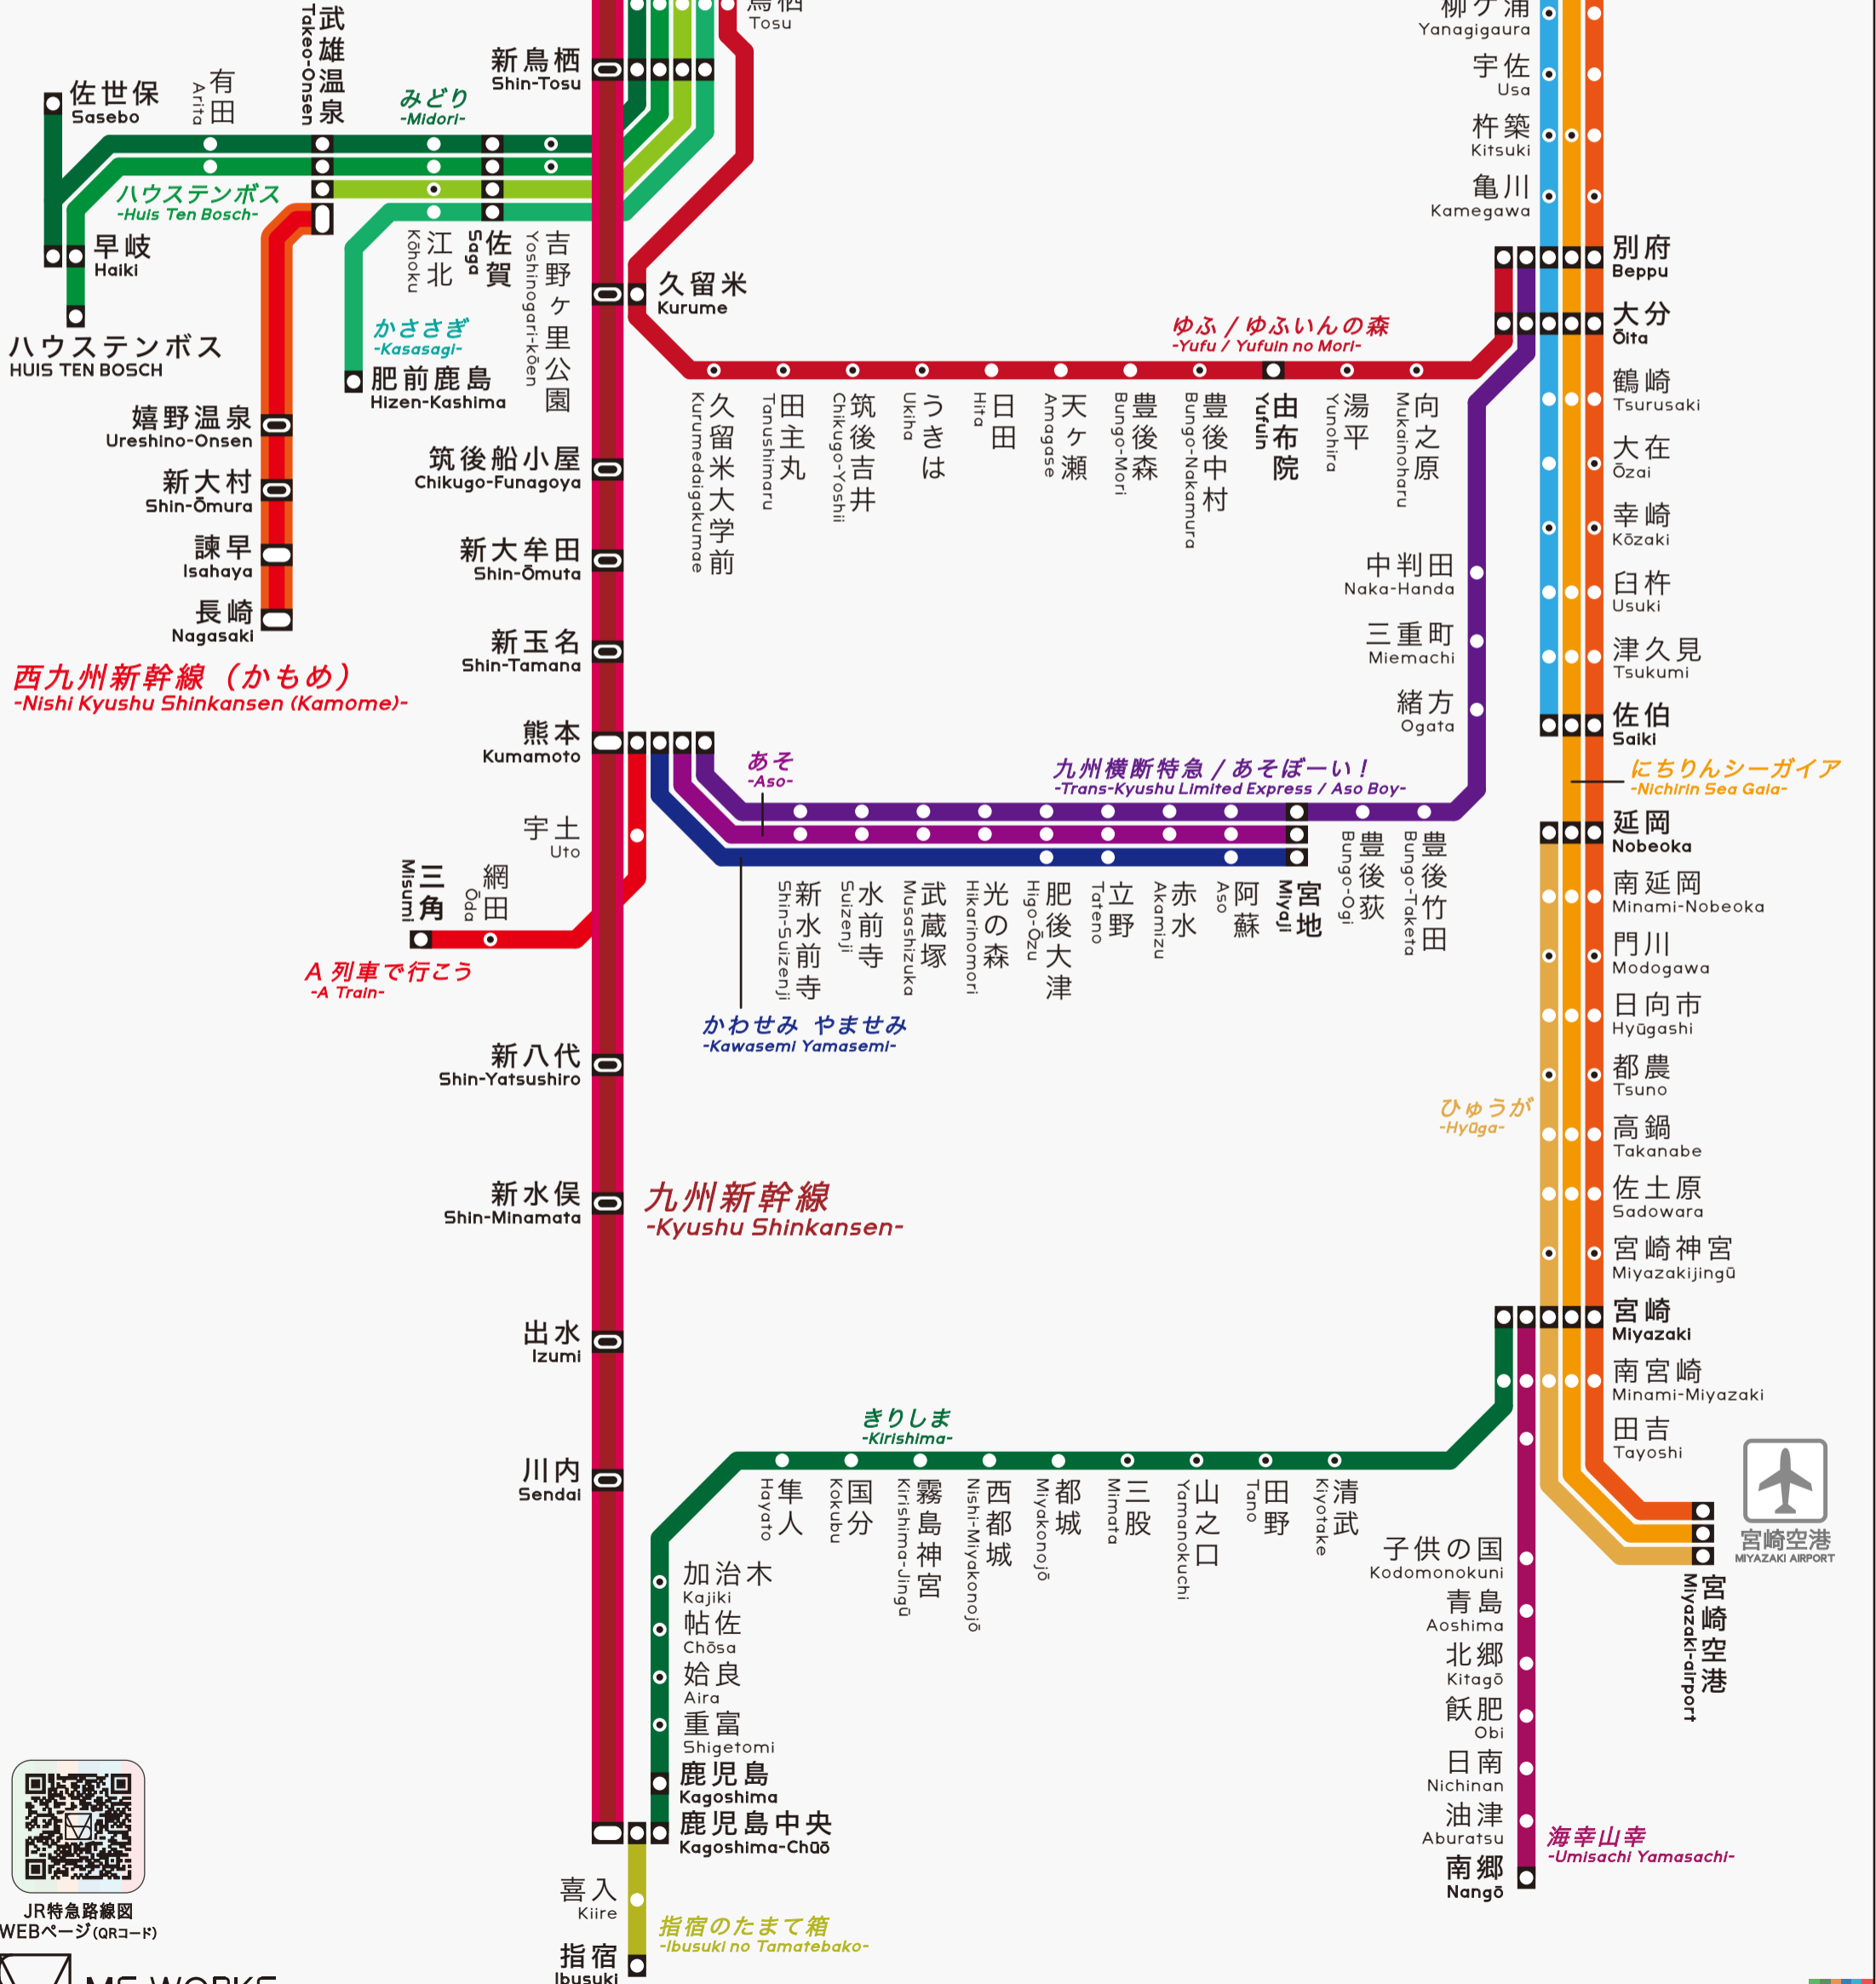 鳥栖
Tosu
新鳥栖
Shin-Tosu
武雄温泉
Takeo-Onsen
有田
Arita
佐世保
Sasebo
みどり
-Midori-
ハウステンボス
-Huis Ten Bosch-
早岐
Haiki
ハウステンボス
HUIS TEN BOSCH
江北
Kōhoku
佐賀
Saga
吉野ヶ里公園
Yoshinogari-kōen
かささぎ
-Kasasagi-
肥前鹿島
Hizen-Kashima
嬉野温泉
Ureshino-Onsen
新大村
Shin-Ōmura
諫早
Isahaya
長崎
Nagasaki
西九州新幹線（かもめ）
-Nishi Kyushu Shinkansen (Kamome)-
久留米
Kurume
筑後船小屋
Chikugo-Funagoya
新大牟田
Shin-Ōmuta
新玉名
Shin-Tamana
熊本
Kumamoto
宇土
Uto
三角
Misumi
網田
Ōda
A 列車で行こう
-A Train-
新八代
Shin-Yatsushiro
新水俣
Shin-Minamata
九州新幹線
-Kyushu Shinkansen-
出水
Izumi
川内
Sendai
ゆふ / ゆふいんの森
-Yufu / Yufuin no Mori-
久留米大学前
Kurumedaigakumae
田主丸
Tanushimaru
筑後吉井
Chikugo-Yoshii
うきは
Ukiha
日田
Hita
天ヶ瀬
Amagase
豊後森
Bungo-Mori
豊後中村
Bungo-Nakamura
由布院
Yufuin
湯平
Yunohira
向之原
Mukainoharu
中判田
Naka-Handa
三重町
Miemachi
緒方
Ogata
あそ
-Aso-
九州横断特急 / あそぼーい！
-Trans-Kyushu Limited Express / Aso Boy-
新水前寺
Shin-Suizenji
水前寺
Suizenji
武蔵塚
Musashizuka
光の森
Hikarinomori
肥後大津
Higo-Ōzu
立野
Tateno
赤水
Akamizu
阿蘇
Aso
宮地
Miyaji
豊後荻
Bungo-Ogi
豊後竹田
Bungo-Taketa
かわせみ やませみ
-Kawasemi Yamasemi-
柳ケ浦
Yanagigaura
宇佐
Usa
杵築
Kitsuki
亀川
Kamegawa
別府
Beppu
大分
Ōita
鶴崎
Tsurusaki
大在
Ōzai
幸崎
Kōzaki
臼杵
Usuki
津久見
Tsukumi
佐伯
Saiki
にちりんシーガイア
-Nichirin Sea Gaia-
延岡
Nobeoka
南延岡
Minami-Nobeoka
門川
Modogawa
日向市
Hyūgashi
都農
Tsuno
ひゅうが
-Hyūga-
高鍋
Takanabe
佐土原
Sadowara
宮崎神宮
Miyazakijingū
宮崎
Miyazaki
南宮崎
Minami-Miyazaki
田吉
Tayoshi
宮崎空港
MIYAZAKI AIRPORT
宮崎空港
Miyazaki-airport
きりしま
-Kirishima-
隼人
Hayato
国分
Kokubu
霧島神宮
Kirishima-Jingū
西都城
Nishi-Miyakonojō
都城
Miyakonojō
三股
Mimata
山之口
Yamanokuchi
田野
Tano
清武
Kiyotake
加治木
Kajiki
帖佐
Chōsa
姶良
Aira
重富
Shigetomi
鹿児島
Kagoshima
鹿児島中央
Kagoshima-Chūō
喜入
Kiire
指宿
Ibusuki
指宿のたまて箱
-Ibusuki no Tamatebako-
子供の国
Kodomonokuni
青島
Aoshima
北郷
Kitagō
飫肥
Obi
日南
Nichinan
油津
Aburatsu
南郷
Nangō
海幸山幸
-Umisachi Yamasachi-
JR特急路線図
WEBページ(QRコード)
MS WORKS